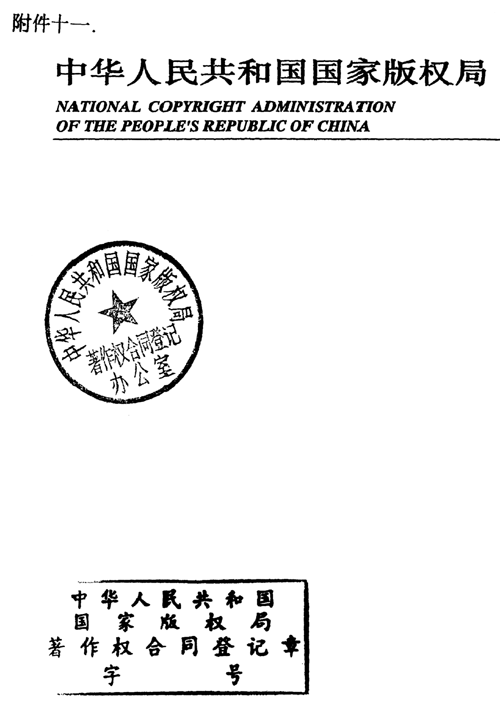 附件十一.
中华人民共和国国家版权局
NATIONAL COPYRIGHT ADMINISTRATION
OF THE PEOPLE'S REPUBLIC OF CHINA
中华人民共和国国家版权局
著作权合同登记
办公室
中华人民共和国
国家版权局
著作权合同登记章
字 号